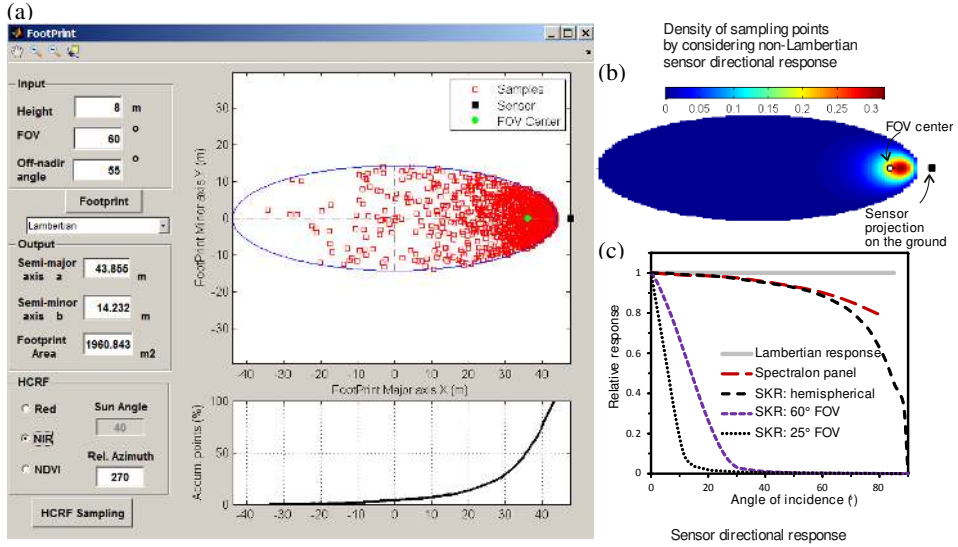 (a)
FootPrint
Input
Height 8 m
FOV 60 o
Off-nadir angle 55 o
Footprint
Lambertian
Output
Semi-major axis a 43.855 m
Semi-minor axis b 14.232 m
Footprint Area 1960.843 m2
HCRF
Red
NIR
NDVI
Sun Angle
40
Rel. Azimuth
270
HCRF Sampling
Samples
Sensor
FOV Center
FootPrint Minor axis Y (m)
30
20
10
0
-10
-20
-30
-40 -30 -20 -10 0 10 20 30 40
FootPrint Major axis X (m)
Accum. points (%)
100
50
0
-40 -30 -20 -10 0 10 20 30 40
Density of sampling points
by considering non-Lambertian
sensor directional response
(b)
0 0.05 0.1 0.15 0.2 0.25 0.3
FOV center
Sensor
projection
on the ground
(c)
Relative response
1
0.8
0.6
0.4
0.2
0
Lambertian response
Spectralon panel
SKR: hemispherical
SKR: 60° FOV
SKR: 25° FOV
0 20 40 60 80
Angle of incidence (°)
Sensor directional response